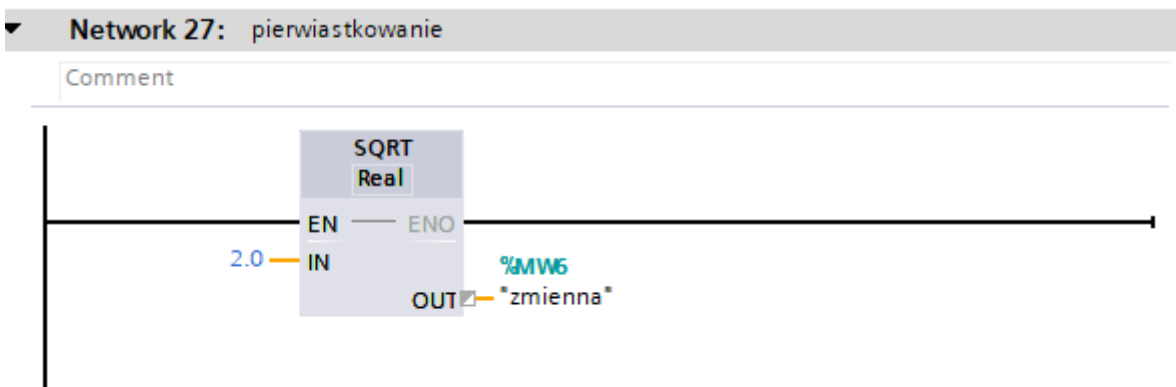 Network 27: pierwiastkowanie
Comment
SQRT
Real
EN ENO
2.0 IN
%MW6
OUT "zmienna"